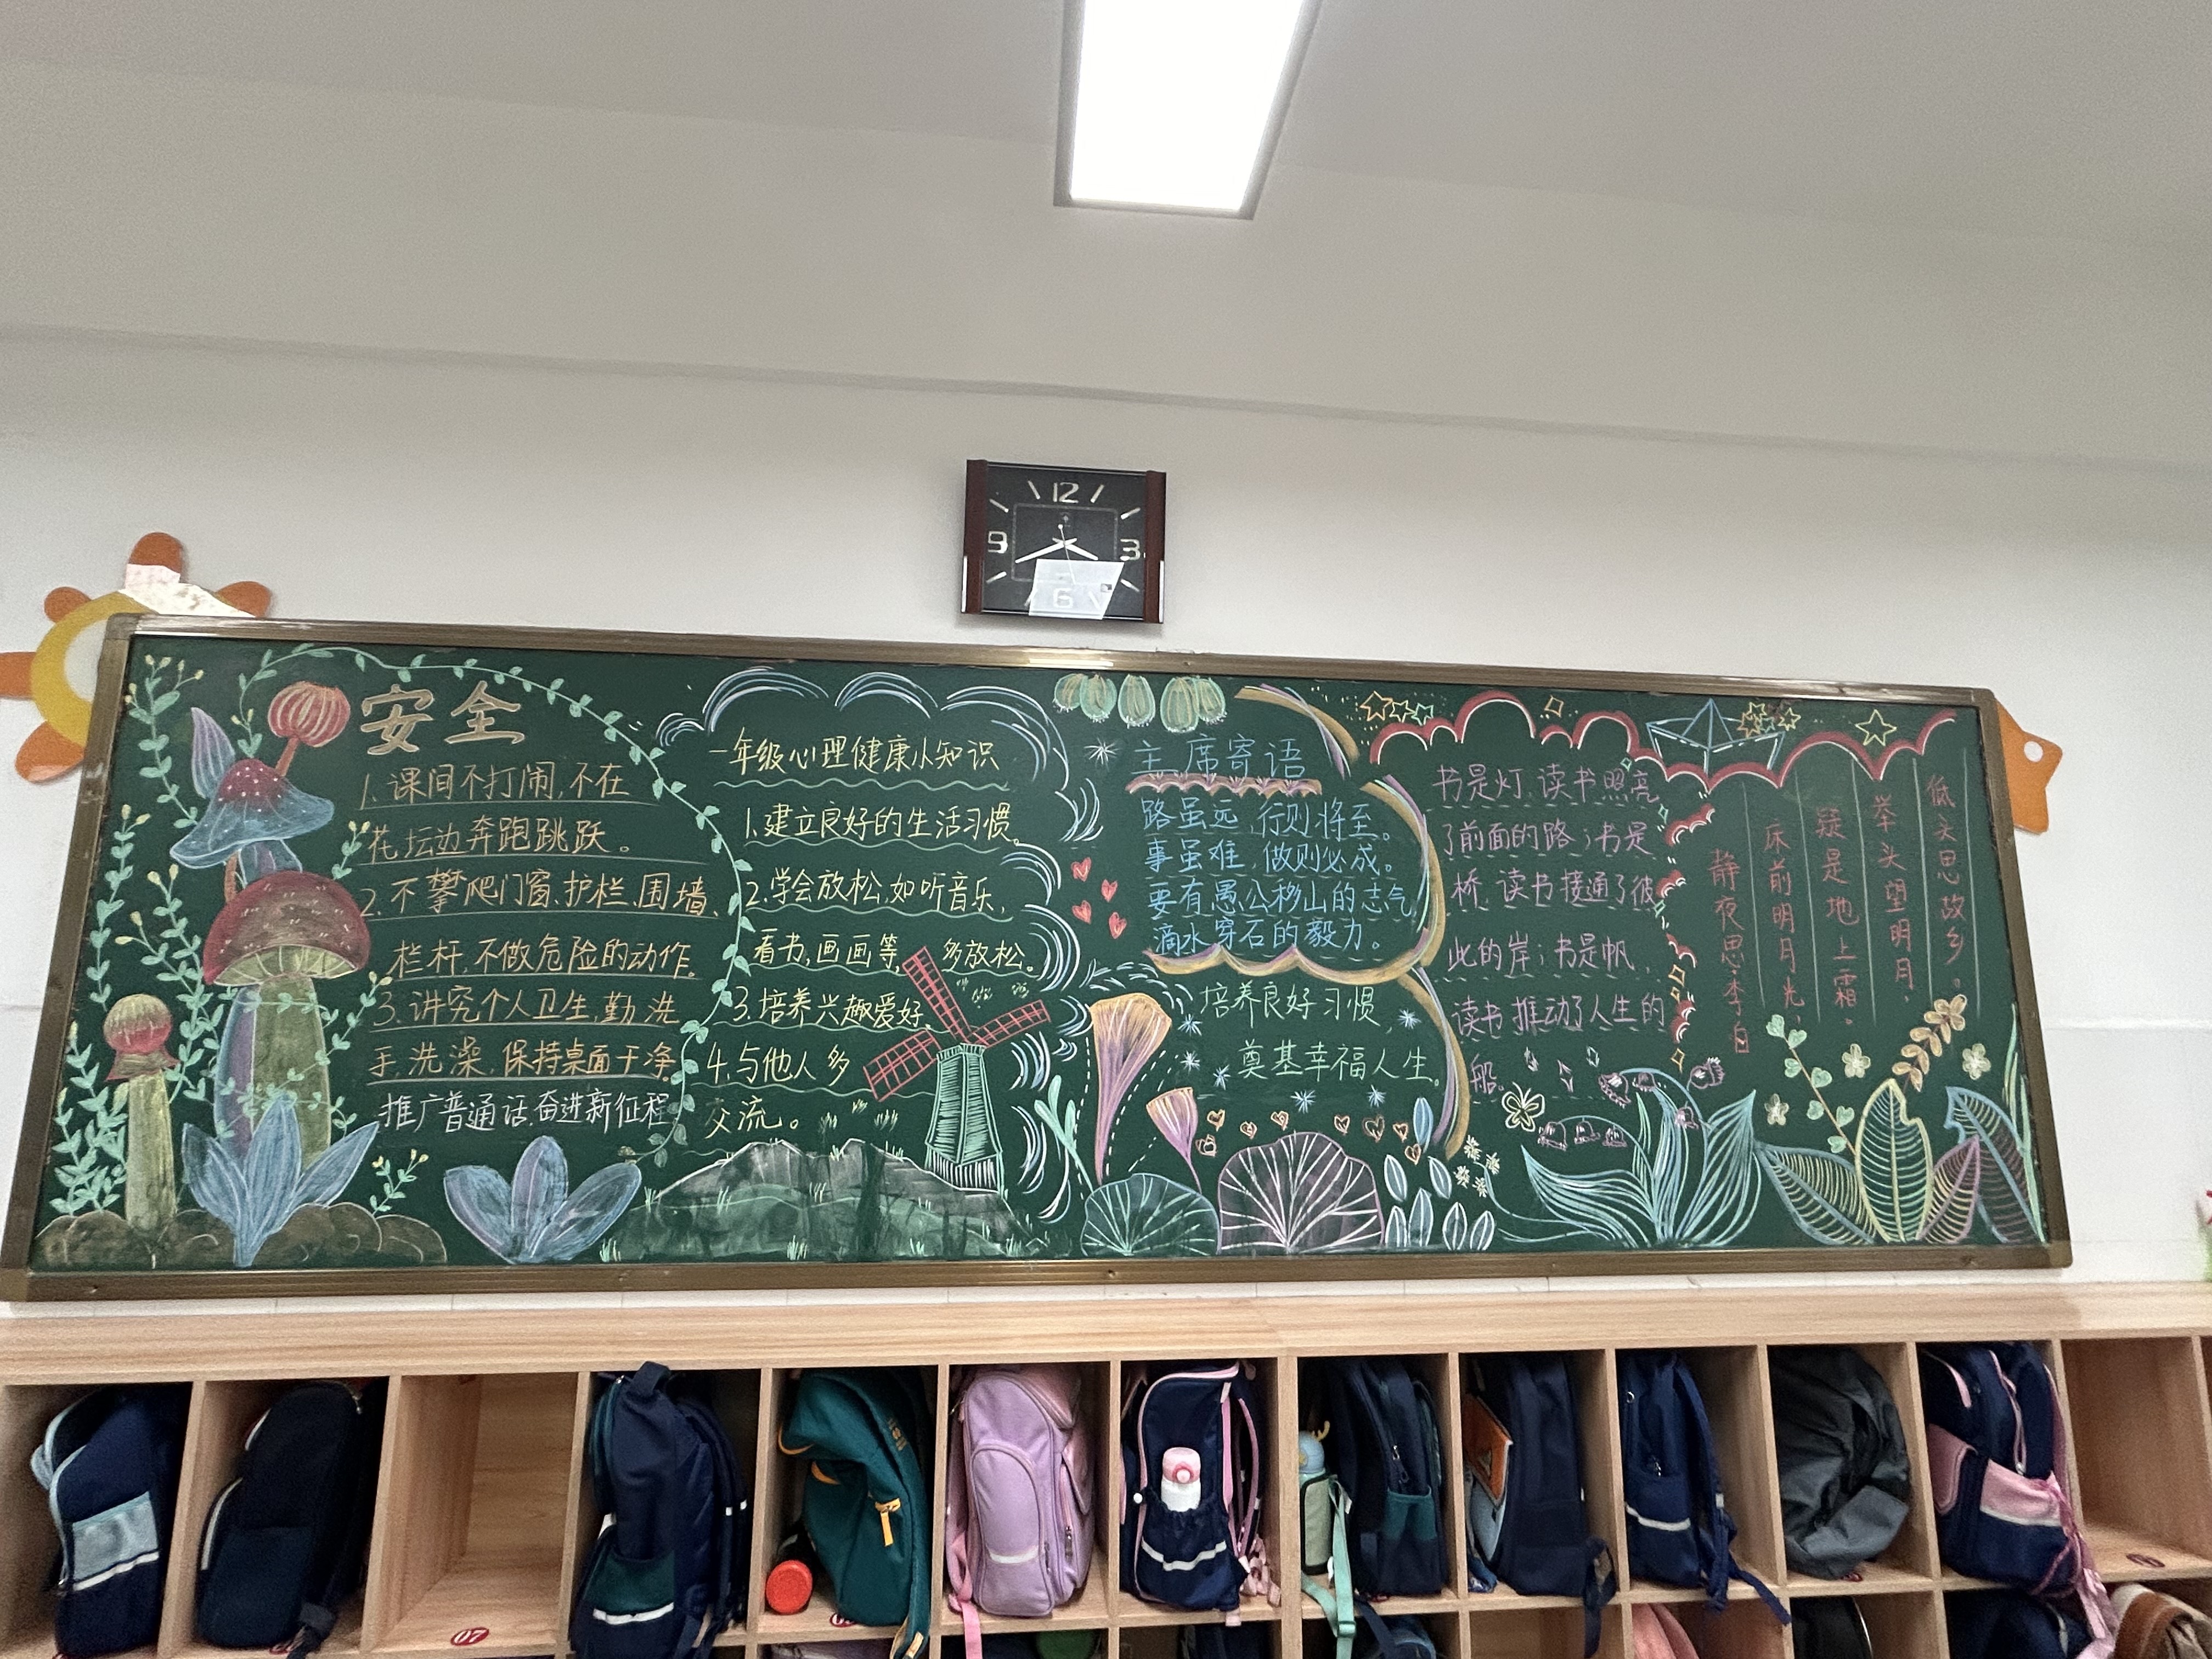 12
9
3
6
安全
1.课间不打闹,不在
花坛边奔跑跳跃。
2.不攀爬门窗、护栏、围墙、
栏杆,不做危险的动作。
3.讲究个人卫生,勤洗
手,洗澡,保持桌面干净。
推广普通话,奋进新征程
一年级心理健康小知识
1.建立良好的生活习惯。
2.学会放松,如听音乐,
看书,画画等,多放松。
3.培养兴趣爱好。
4.与他人多
交流。
主席寄语
路虽远,行则将至。
事虽难,做则必成。
要有愚公移山的志气,
滴水穿石的毅力。
培养良好习惯,
奠基幸福人生。
书是灯,读书照亮
了前面的路;书是
桥,读书接通了彼
此的岸;书是帆,
读书推动了人生的
船。
静夜思 李白
床前明月光,
疑是地上霜。
举头望明月,
低头思故乡。
07